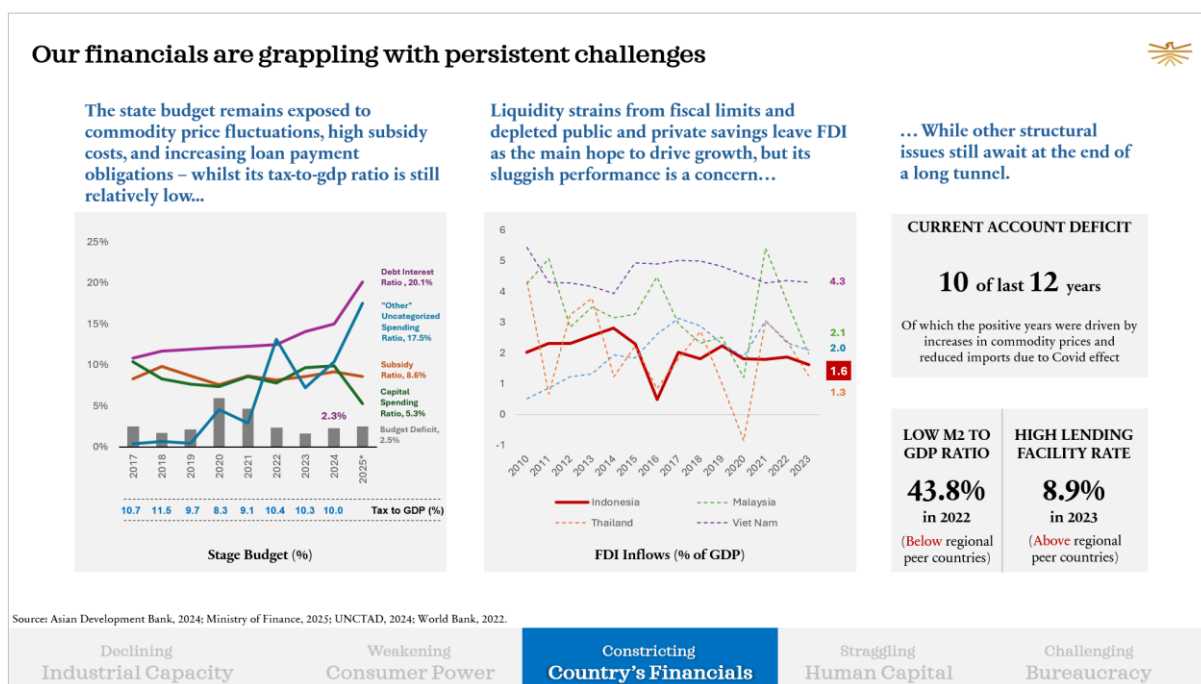 Our financials are grappling with persistent challenges
The state budget remains exposed to
commodity price fluctuations, high subsidy
costs, and increasing loan payment
obligations – whilst its tax-to-gdp ratio is still
relatively low...
25%
20%
15%
10%
5%
0%
Debt Interest
Ratio , 20.1%
"Other"
Uncategorized
Spending
Ratio, 17.5%
Subsidy
Ratio, 8.6%
Capital
Spending
Ratio, 5.3%
2.3%
Budget Deficit,
2.5%
2017
2018
2019
2020
2021
2022
2023
2024
2025*
10.7 11.5 9.7 8.3 9.1 10.4 10.3 10.0 Tax to GDP (%)
Stage Budget (%)
Liquidity strains from fiscal limits and
depleted public and private savings leave FDI
as the main hope to drive growth, but its
sluggish performance is a concern…
6
5
4
3
2
1
0
-1
4.3
2.1
2.0
1.6
1.3
2010
2011
2012
2013
2014
2015
2016
2017
2018
2019
2020
2021
2022
2023
Indonesia
Malaysia
Thailand
Viet Nam
FDI Inflows (% of GDP)
… While other structural
issues still await at the end of
a long tunnel.
CURRENT ACCOUNT DEFICIT
10 of last 12 years
Of which the positive years were driven by
increases in commodity prices and
reduced imports due to Covid effect
LOW M2 TO
GDP RATIO
43.8%
in 2022
(Below regional
peer countries)
HIGH LENDING
FACILITY RATE
8.9%
in 2023
(Above regional
peer countries)
Source: Asian Development Bank, 2024; Ministry of Finance, 2025; UNCTAD, 2024; World Bank, 2022.
Declining
Industrial Capacity
Weakening
Consumer Power
Constricting
Country's Financials
Straggling
Human Capital
Challenging
Bureaucracy